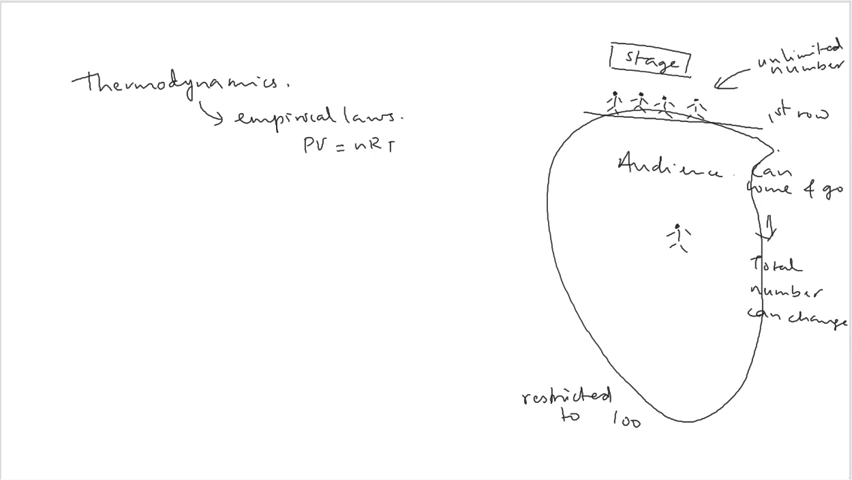 Thermodynamics.
empirical laws.
PV = nRT
stage
unlimited
number
1st row
Audience.
can
come & go
Total
number
can change
restricted
to 100